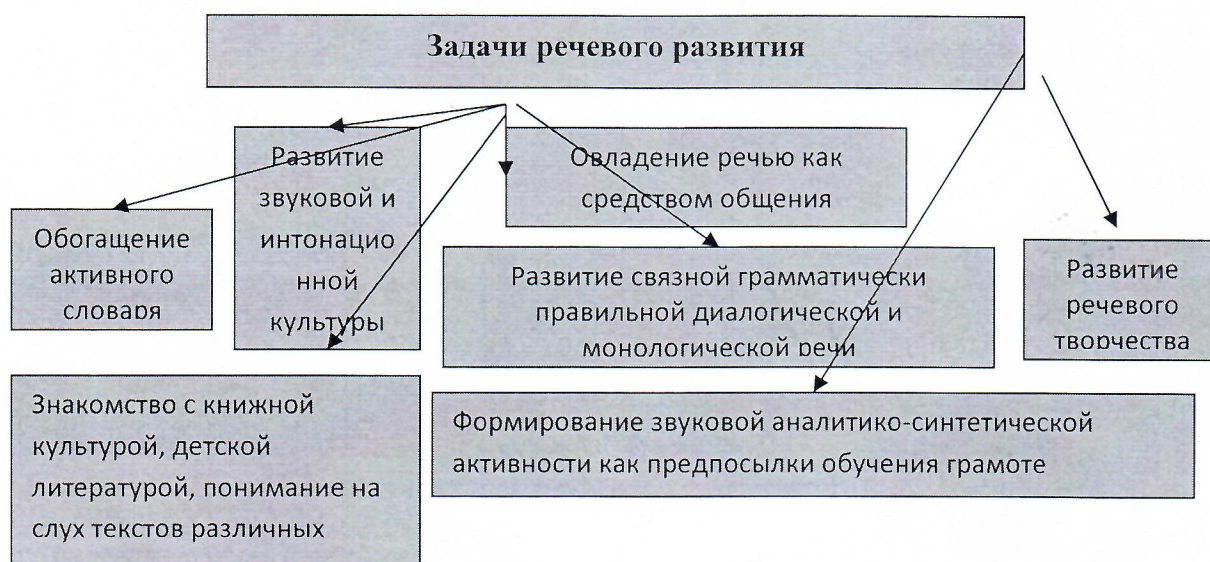 Задачи речевого развития
Развитие
звуковой и
интонацио
нной
культуры
Овладение речью как
средством общения
Обогащение
активного
словаря
Развитие связной грамматически
правильной диалогической и
монологической речи
Развитие
речевого
творчества
Знакомство с книжной
культурой, детской
литературой, понимание на
слух текстов различных
Формирование звуковой аналитико-синтетической
активности как предпосылки обучения грамоте